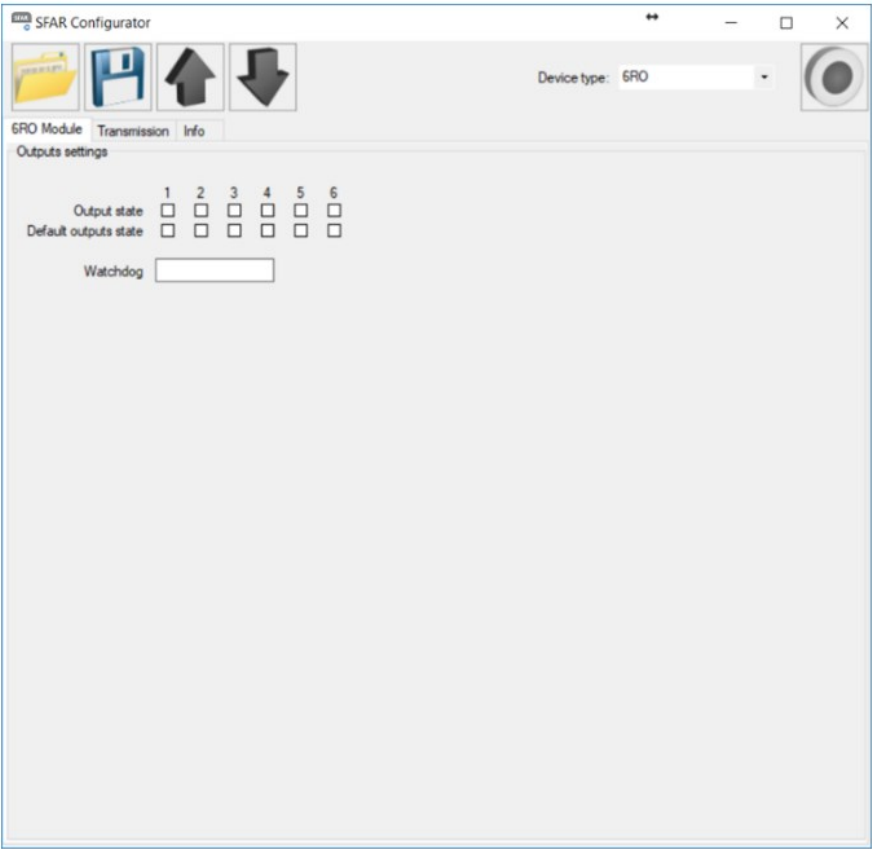 SFAR Configurator
Device type: 6RO
6RO Module Transmission Info
Outputs settings
1 2 3 4 5 6
Output state
Default outputs state
Watchdog